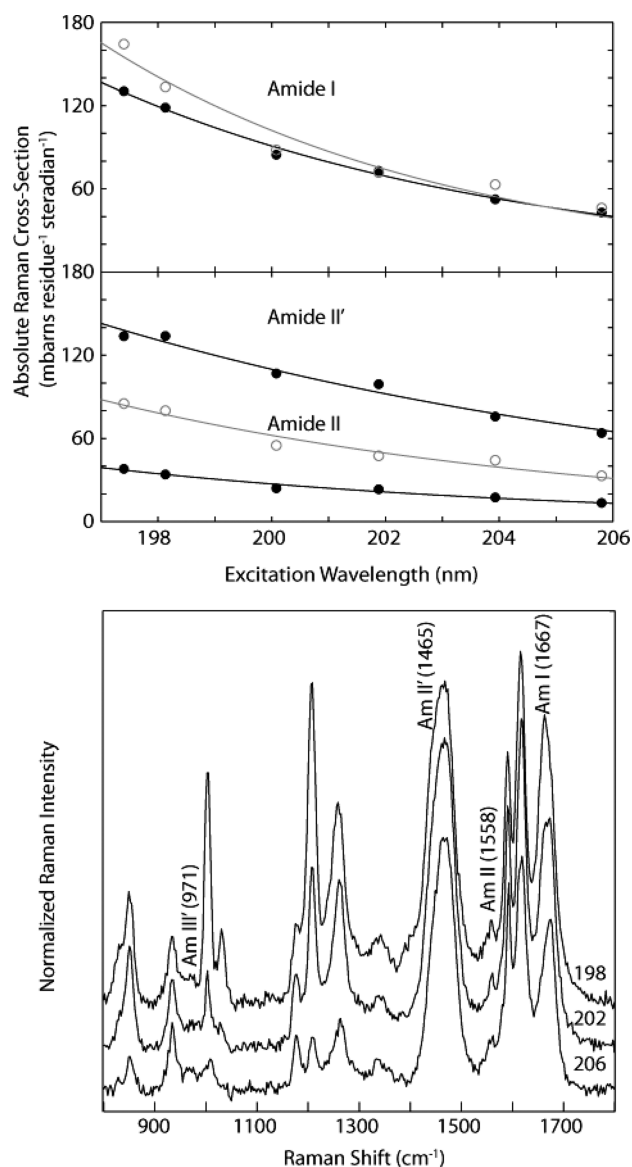 180
120
60
Amide I
180
120
60
0
Amide II'
Amide II
Absolute Raman Cross-Section
(mbarns residue⁻¹ steradian⁻¹)
198 200 202 204 206
Excitation Wavelength (nm)
Am III' (971)
Am II' (1465)
Am II (1558)
Am I (1667)
198
202
206
Normalized Raman Intensity
900 1100 1300 1500 1700
Raman Shift (cm⁻¹)